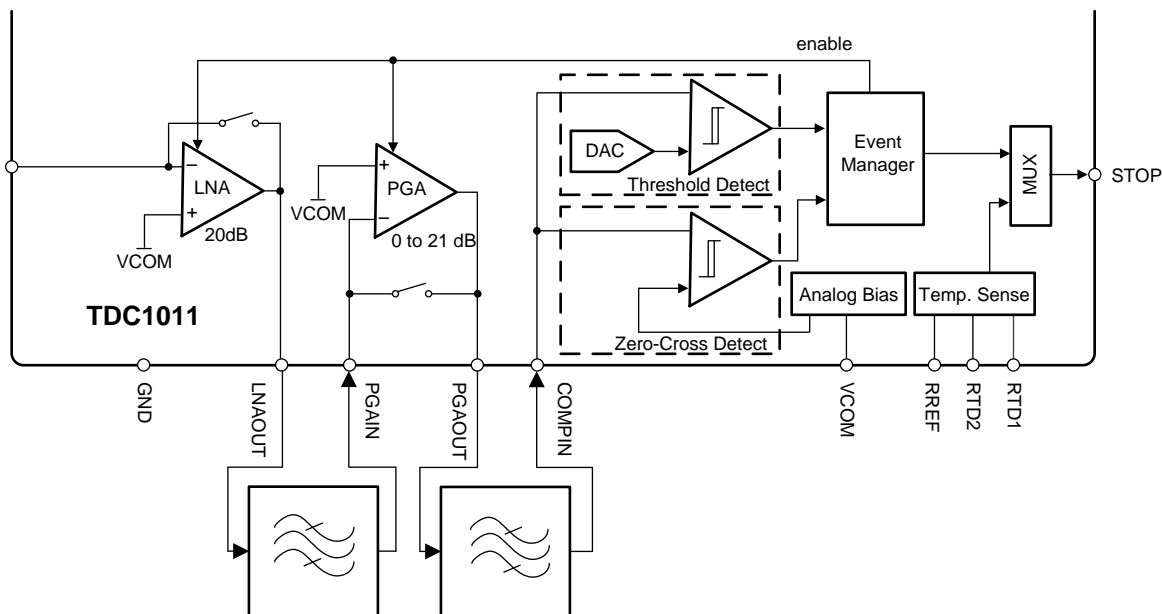 enable
DAC
Threshold Detect
Event
Manager
MUX
STOP
LNA
−
+
20dB
VCOM
PGA
+
−
VCOM
0 to 21 dB
Zero-Cross Detect
Analog Bias
Temp. Sense
TDC1011
GND
LNAOUT
PGAIN
PGAOUT
COMPIN
VCOM
RREF
RTD2
RTD1